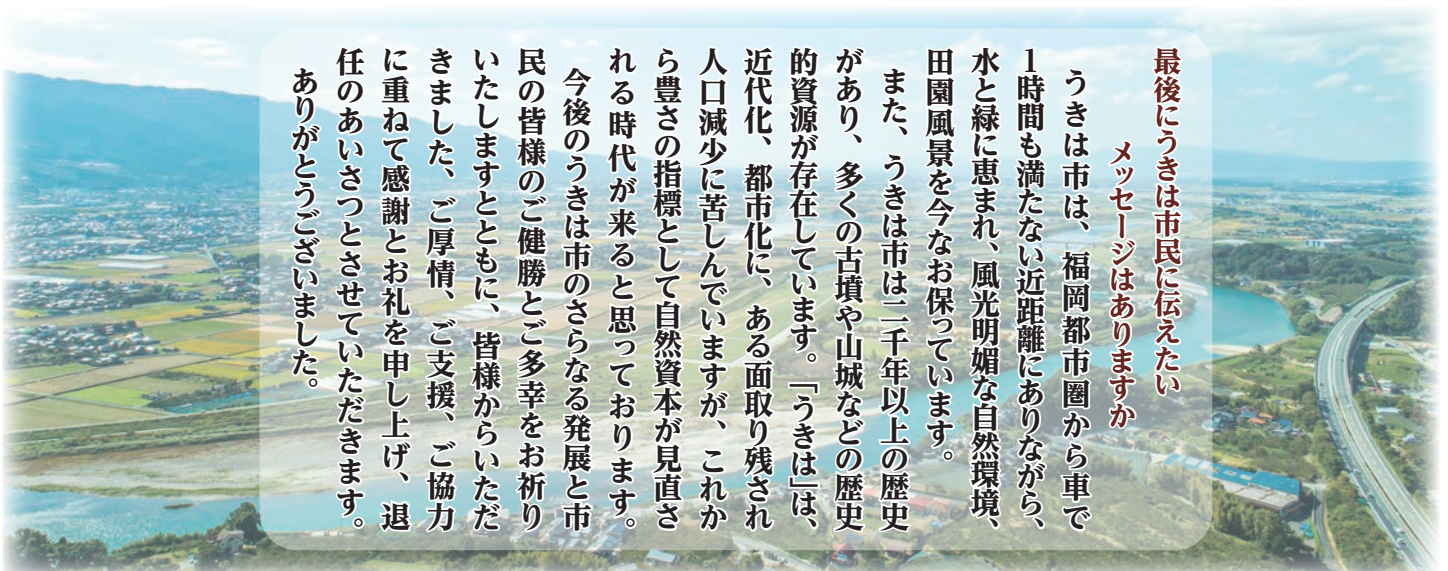 最後にうきは市民に伝えたい
メッセージはありますか
うきは市は、福岡都市圏から車で
1時間も満たない近距離にありながら、
水と緑に恵まれ、風光明媚な自然環境、
田園風景を今なお保っています。
また、うきは市は二千年以上の歴史
があり、多くの古墳や山城などの歴史
的資源が存在しています。「うきは」は、
近代化、都市化に、ある面取り残され
人口減少に苦しんでいますが、これか
ら豊さの指標として自然資本が見直さ
れる時代が来ると思っております。
今後のうきは市のさらなる発展と市
民の皆様のご健勝とご多幸をお祈り
いたしますとともに、皆様からいただ
きました、ご厚情、ご支援、ご協力
に重ねて感謝とお礼を申し上げ、退
任のあいさつとさせていただきます。
ありがとうございました。